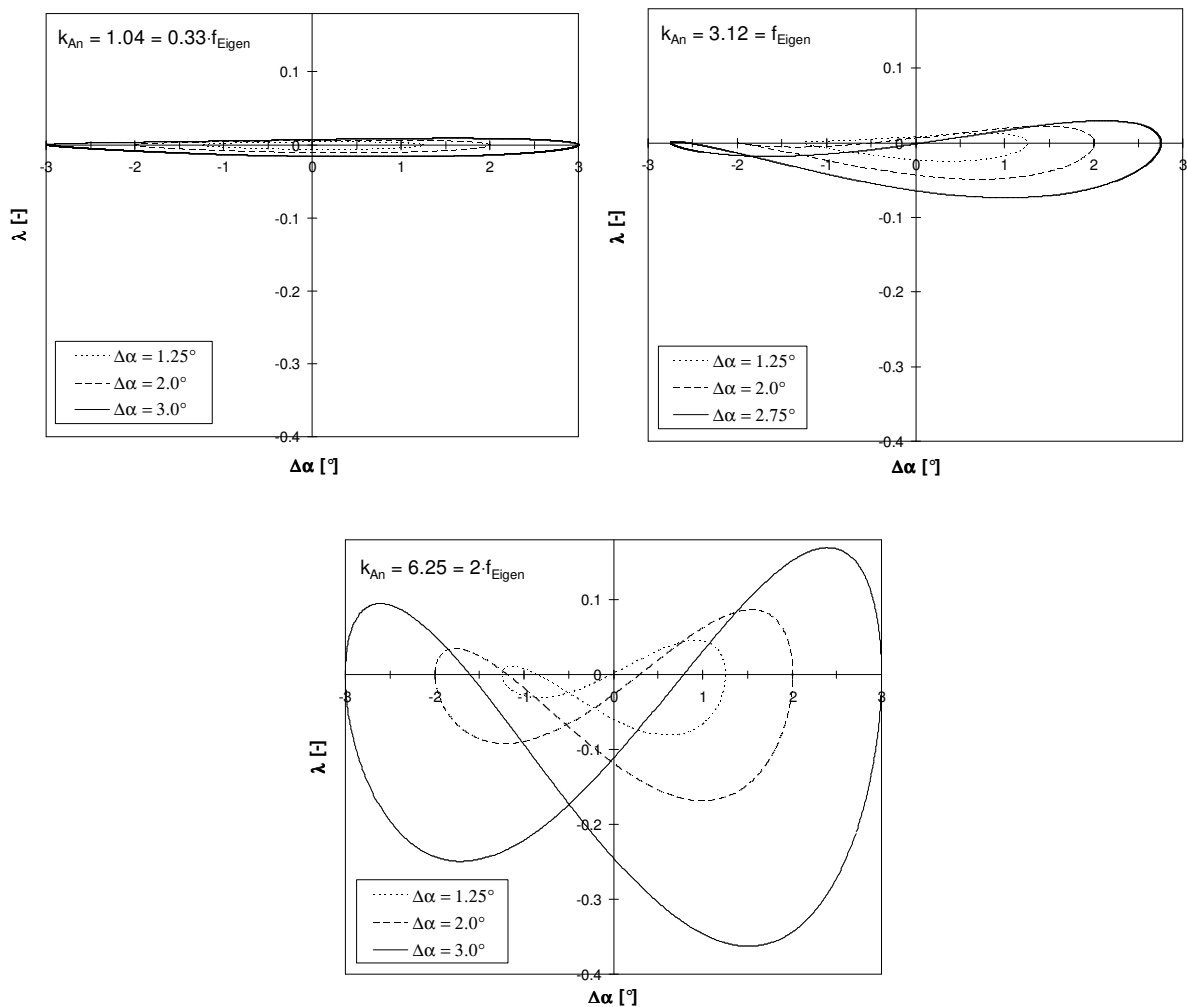 k_An = 1.04 = 0.33·f_Eigen
0.1
0
-3 -2 -1 0 1 2 3
-0.1
-0.2
-0.3
-0.4
λ [-]
Δα [°]
Δα = 1.25°
Δα = 2.0°
Δα = 3.0°
k_An = 3.12 = f_Eigen
0.1
0
-3 -2 -1 0 1 2 3
-0.1
-0.2
-0.3
-0.4
λ [-]
Δα [°]
Δα = 1.25°
Δα = 2.0°
Δα = 2.75°
k_An = 6.25 = 2·f_Eigen
0.1
0
-3 -2 -1 0 1 2 3
-0.1
-0.2
-0.3
-0.4
λ [-]
Δα [°]
Δα = 1.25°
Δα = 2.0°
Δα = 3.0°